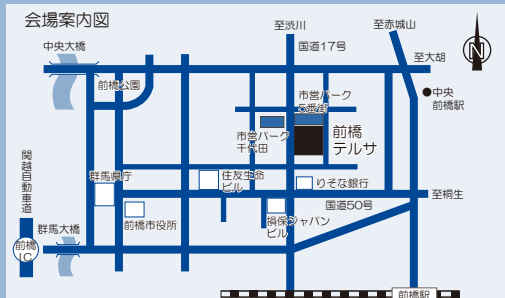 会場案内図
至渋川
至赤城山
国道17号
中央大橋
至大胡
N
前橋公園
中央
前橋駅
市営パーク
5番街
市営パーク
千代田
前橋
テルサ
関越自動車道
群馬県庁
住友生命
ビル
りそな銀行
至桐生
国道50号
前橋市役所
損保ジャパン
ビル
群馬大橋
前橋
IC
前橋駅